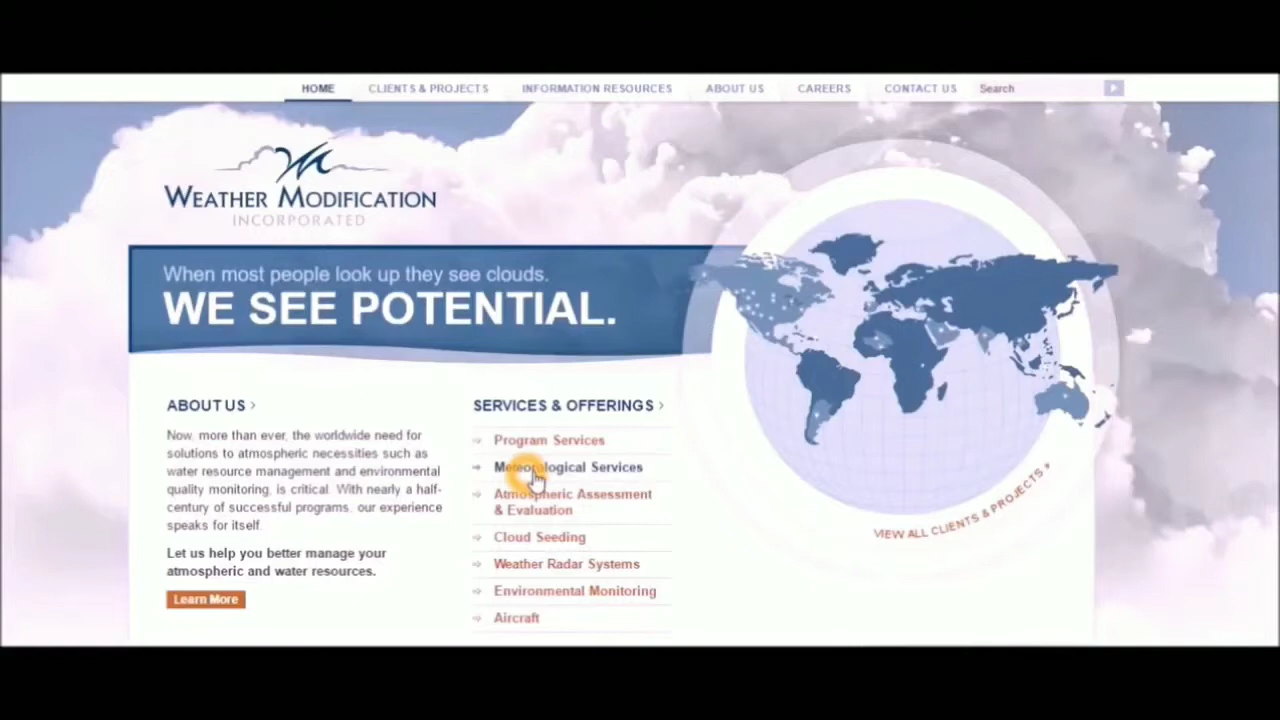 HOME CLIENTS & PROJECTS INFORMATION RESOURCES ABOUT US CAREERS CONTACT US Search
WEATHER MODIFICATION
INCORPORATED
When most people look up they see clouds.
WE SEE POTENTIAL.
ABOUT US
Now, more than ever, the worldwide need for
solutions to atmospheric necessities such as
water resource management and environmental
quality monitoring, is critical. With nearly a half-
century of successful programs, our experience
speaks for itself.
Let us help you better manage your
atmospheric and water resources.
Learn More
SERVICES & OFFERINGS
Program Services
Meteorological Services
Atmospheric Assessment
& Evaluation
Cloud Seeding
Weather Radar Systems
Environmental Monitoring
Aircraft
VIEW ALL CLIENTS & PROJECTS